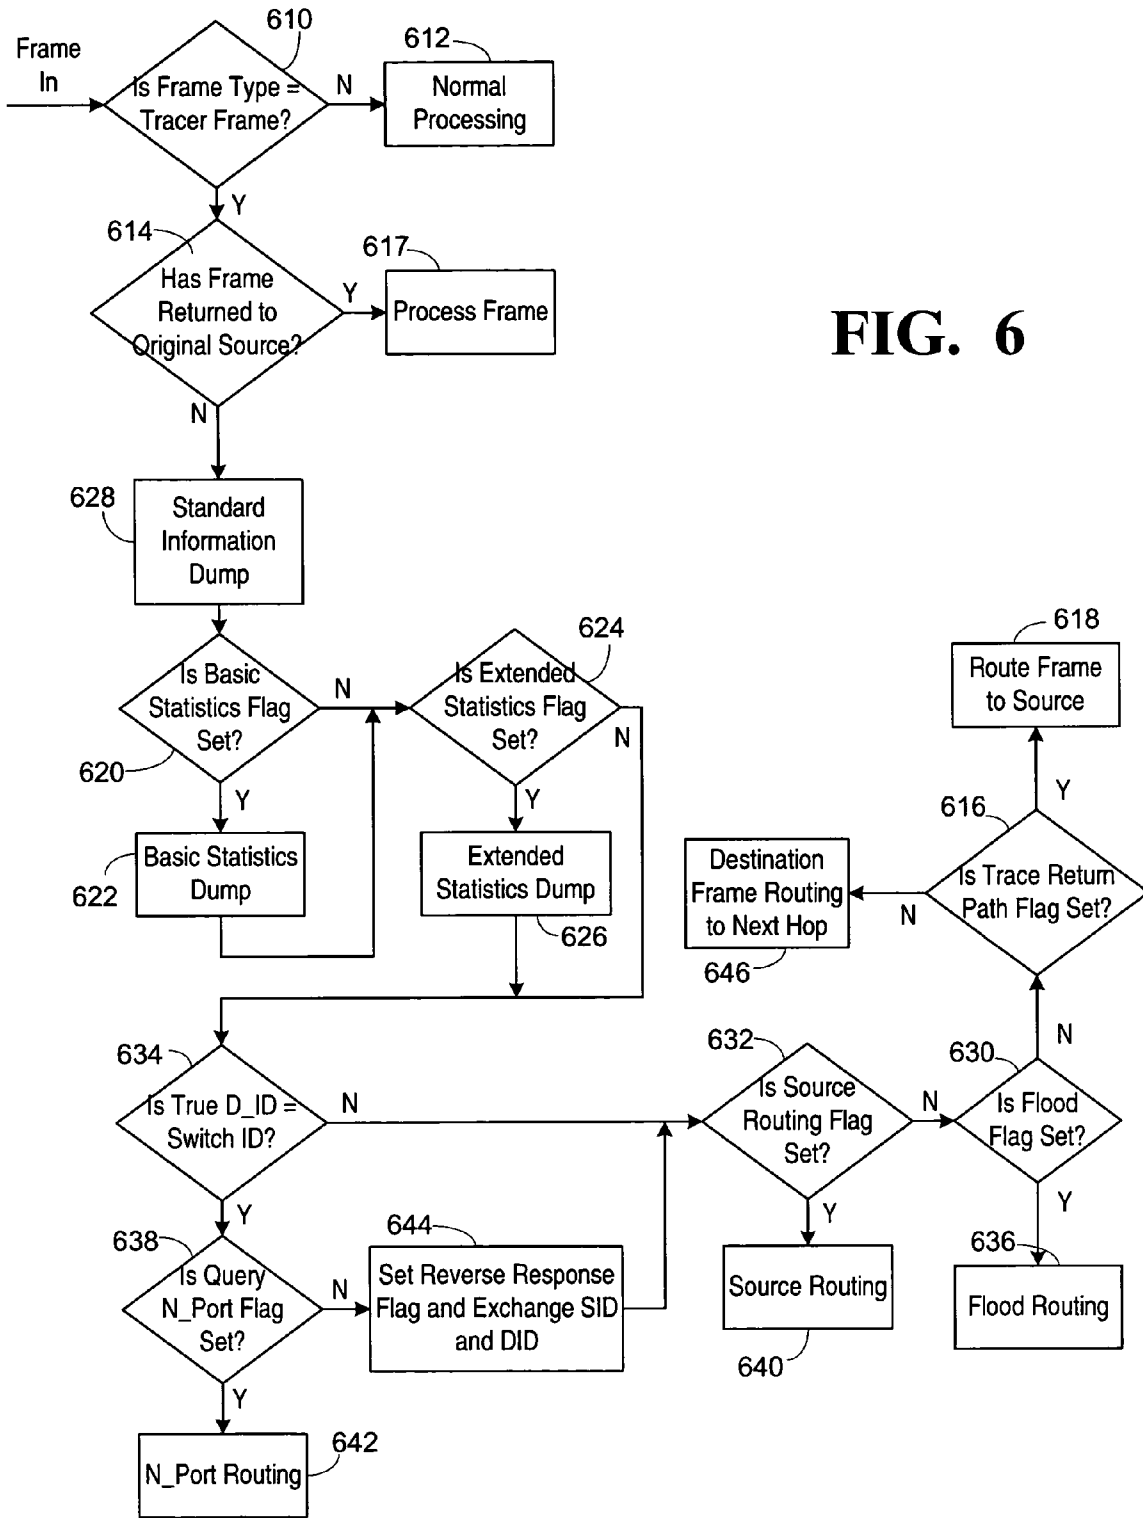 Frame
In
610
Is Frame Type =
Tracer Frame?
N
612
Normal
Processing
Y
614
Has Frame
Returned to
Original Source?
Y
617
Process Frame
FIG. 6
N
628
Standard
Information
Dump
Is Basic
Statistics Flag
Set?
620
N
Y
622
Basic Statistics
Dump
624
Is Extended
Statistics Flag
Set?
N
Y
Extended
Statistics Dump
626
618
Route Frame
to Source
Y
616
Is Trace Return
Path Flag Set?
N
Destination
Frame Routing
to Next Hop
646
634
Is True D_ID =
Switch ID?
N
Y
632
Is Source
Routing Flag
Set?
N
Y
630
Is Flood
Flag Set?
N
Y
638
Is Query
N_Port Flag
Set?
N
Y
644
Set Reverse Response
Flag and Exchange SID
and DID
Source Routing
640
636
Flood Routing
642
N_Port Routing